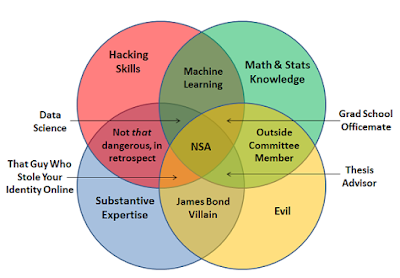 Hacking
Skills
Machine
Learning
Math & Stats
Knowledge
Data
Science
Grad School
Officemate
Not that
dangerous, in
retrospect
NSA
Outside
Committee
Member
That Guy Who
Stole Your
Identity Online
Thesis
Advisor
Substantive
Expertise
James Bond
Villain
Evil